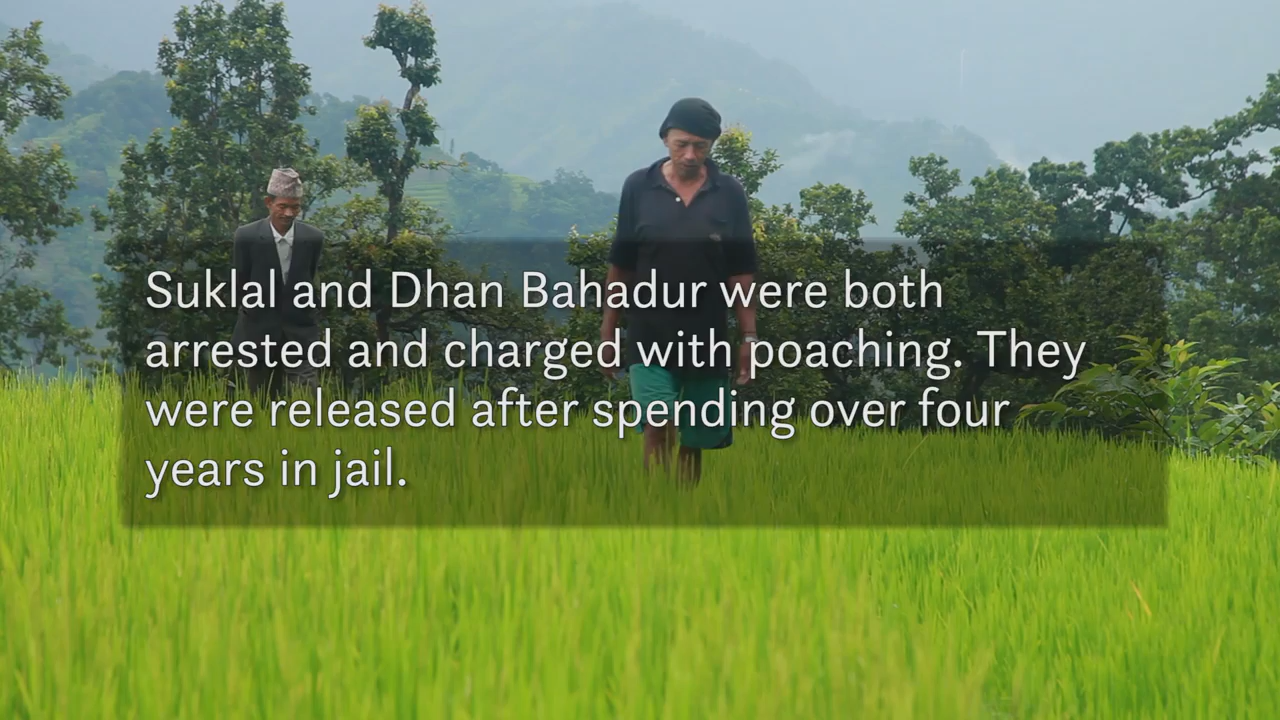 Suklal and Dhan Bahadur were both
arrested and charged with poaching. They
were released after spending over four
years in jail.